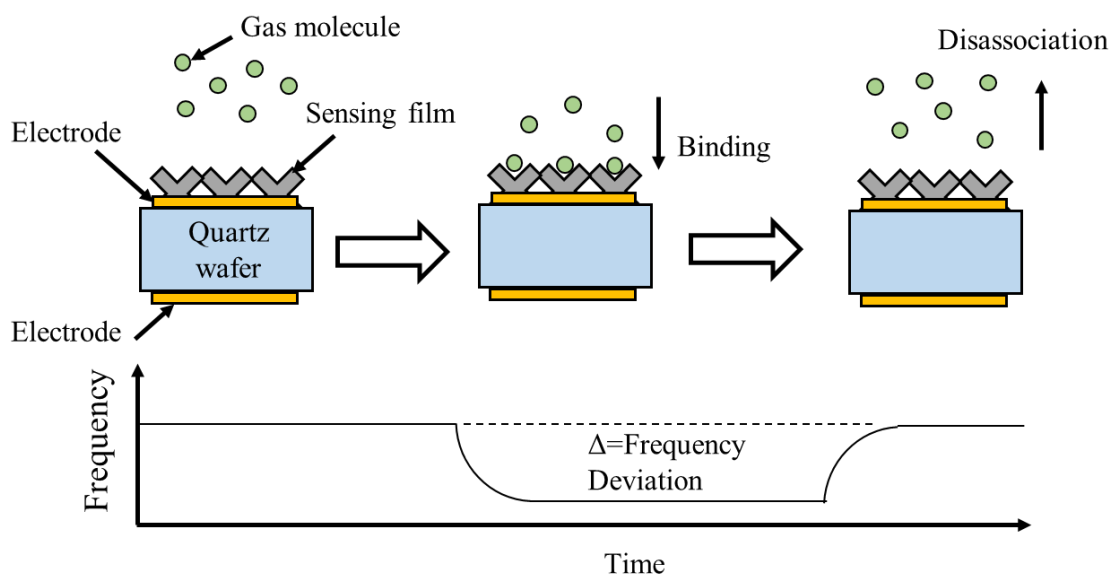 Gas molecule
Disassociation
Sensing film
Electrode
Binding
Quartz
wafer
Electrode
Frequency
Δ=Frequency
Deviation
Time